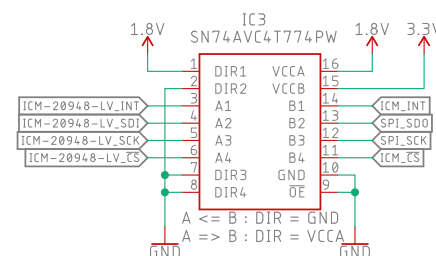 IC3
1.8V SN74AVC4T774PW 1.8V 3.3V
1 DIR1 VCCA 16
2 DIR2 VCCB 15
ICM-20948-LV_INT 3 A1 B1 14 ICM_INT
ICM-20948-LV_SDI 4 A2 B2 13 SPI_SDO
ICM-20948-LV_SCK 5 A3 B3 12 SPI_SCK
ICM-20948-LV_C̅S̅ 6 A4 B4 11 ICM_C̅S̅
7 DIR3 GND 10
8 DIR4 O̅E̅ 9
A <= B : DIR = GND
A => B : DIR = VCCA
GND GND